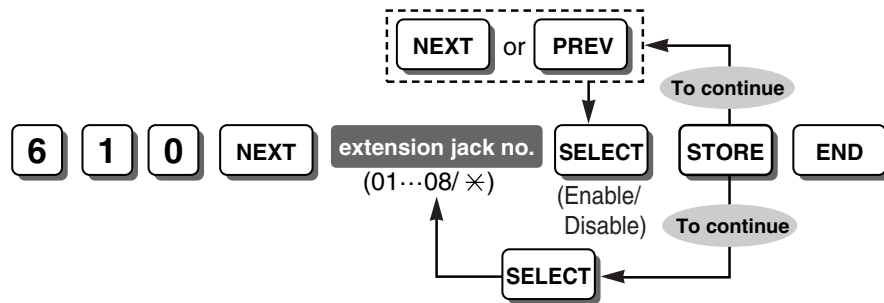 NEXT or PREV
To continue
6 1 0 NEXT extension jack no. SELECT STORE END
(01···08/ ✳) (Enable/
Disable) To continue
SELECT